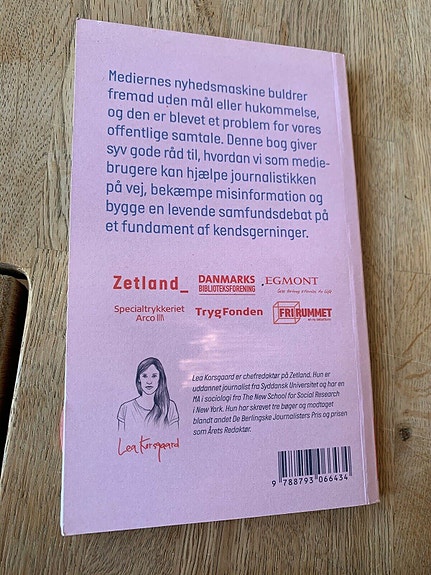 Mediernes nyhedsmaskine buldrer
fremad uden mål eller hukommelse,
og den er blevet et problem for vores
offentlige samtale. Denne bog giver
syv gode råd til, hvordan vi som medie-
brugere kan hjælpe journalistikken
på vej, bekæmpe misinformation og
bygge en levende samfundsdebat på
et fundament af kendsgerninger.
Zetland_
DANMARKS
BIBLIOTEKSFORENING
EGMONT
Specialtrykkeriet
Arco
TrygFonden
FRIRUMMET
Lea Korsgaard er chefredaktør på Zetland. Hun er
uddannet journalist fra Syddansk Universitet og har en
MA i sociologi fra The New School for Social Research
i New York. Hun har skrevet tre bøger og modtaget
blandt andet De Berlingske Journalisters Pris og prisen
som Årets Redaktør.
Lea Korsgaard
9 788793 066434